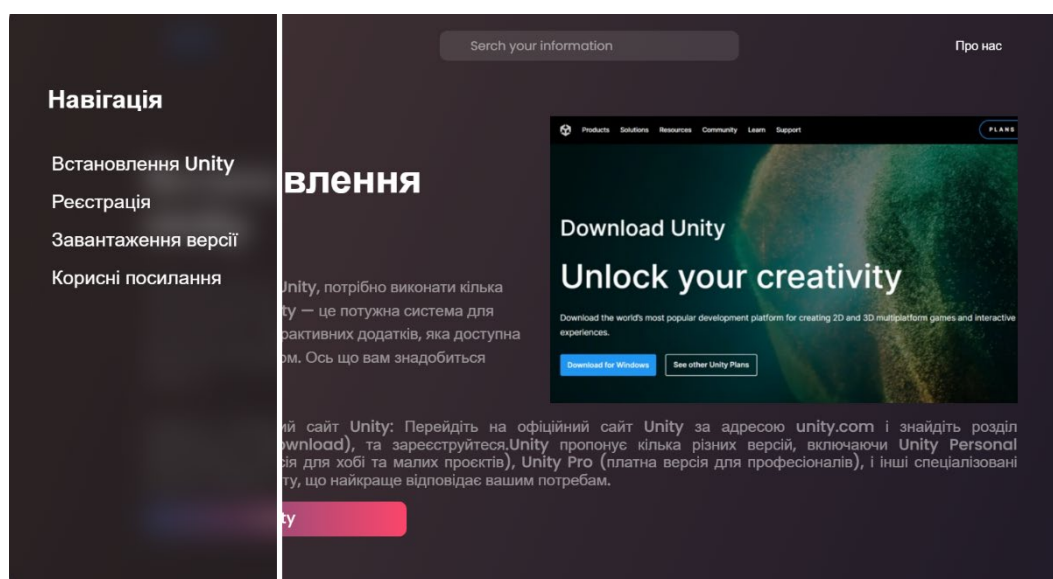 Serch your information
Про нас
Навігація
Встановлення Unity
Реєстрація
Завантаження версії
Корисні посилання
влення
Products Solutions Resources Community Learn Support
PLANS
Download Unity
Unlock your creativity
Download the world's most popular development platform for creating 2D and 3D multiplatform games and interactive
experiences.
Download for Windows See other Unity Plans
Unity, потрібно виконати кілька
ty — це потужна система для
рактивних додатків, яка доступна
ом. Ось що вам знадобиться
ий сайт Unity: Перейдіть на офіційний сайт Unity за адресою unity.com і знайдіть розділ
ownload), та зареєструйтеся.Unity пропонує кілька різних версій, включаючи Unity Personal
сія для хобі та малих проєктів), Unity Pro (платна версія для професіоналів), і інші спеціалізовані
ту, що найкраще відповідає вашим потребам.
ty